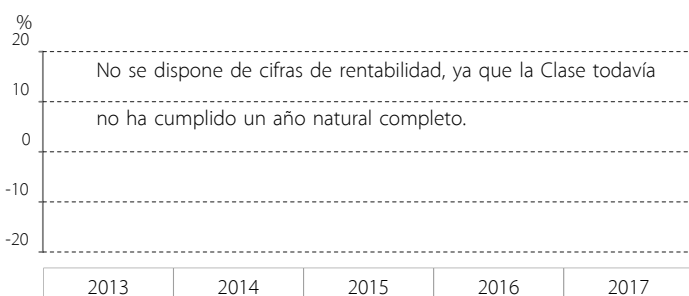 %
20
No se dispone de cifras de rentabilidad, ya que la Clase todavía
10
no ha cumplido un año natural completo.
0
-10
-20
2013 2014 2015 2016 2017